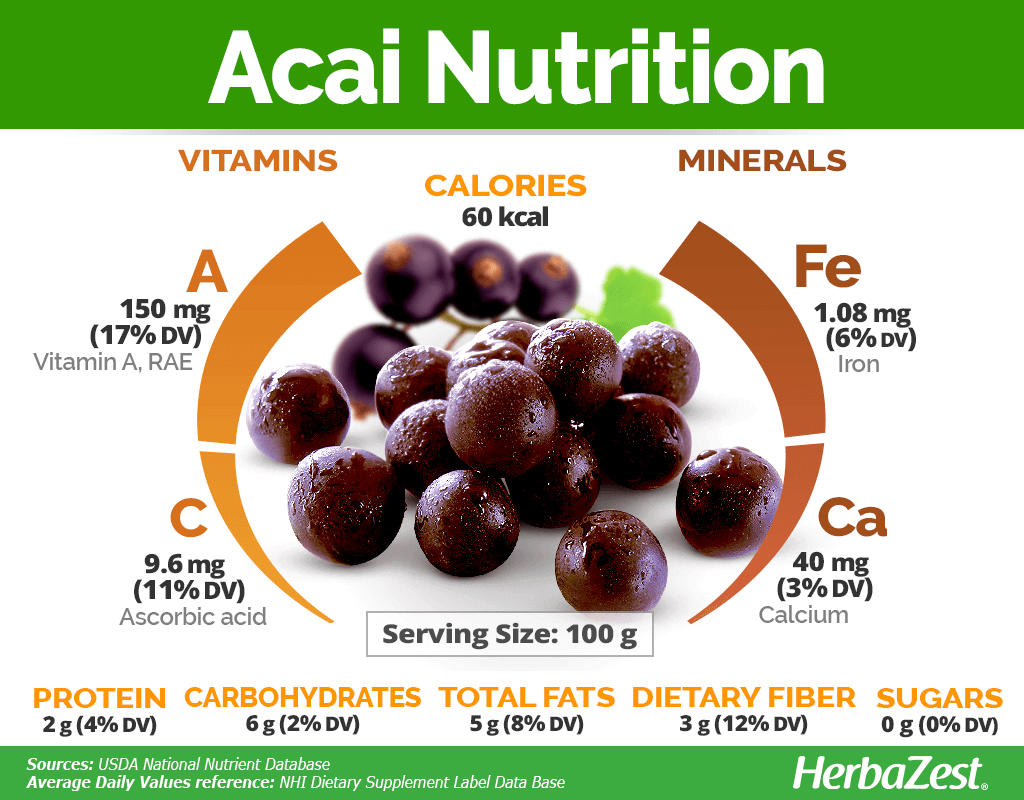 Acai Nutrition
VITAMINS
MINERALS
CALORIES
60 kcal
A
150 mg
(17% DV)
Vitamin A, RAE
Fe
1.08 mg
(6% DV)
Iron
C
9.6 mg
(11% DV)
Ascorbic acid
Ca
40 mg
(3% DV)
Calcium
Serving Size: 100 g
PROTEIN
2 g (4% DV)
CARBOHYDRATES
6 g (2% DV)
TOTAL FATS
5 g (8% DV)
DIETARY FIBER
3 g (12% DV)
SUGARS
0 g (0% DV)
Sources: USDA National Nutrient Database
Average Daily Values reference: NHI Dietary Supplement Label Data Base
HerbaZest®